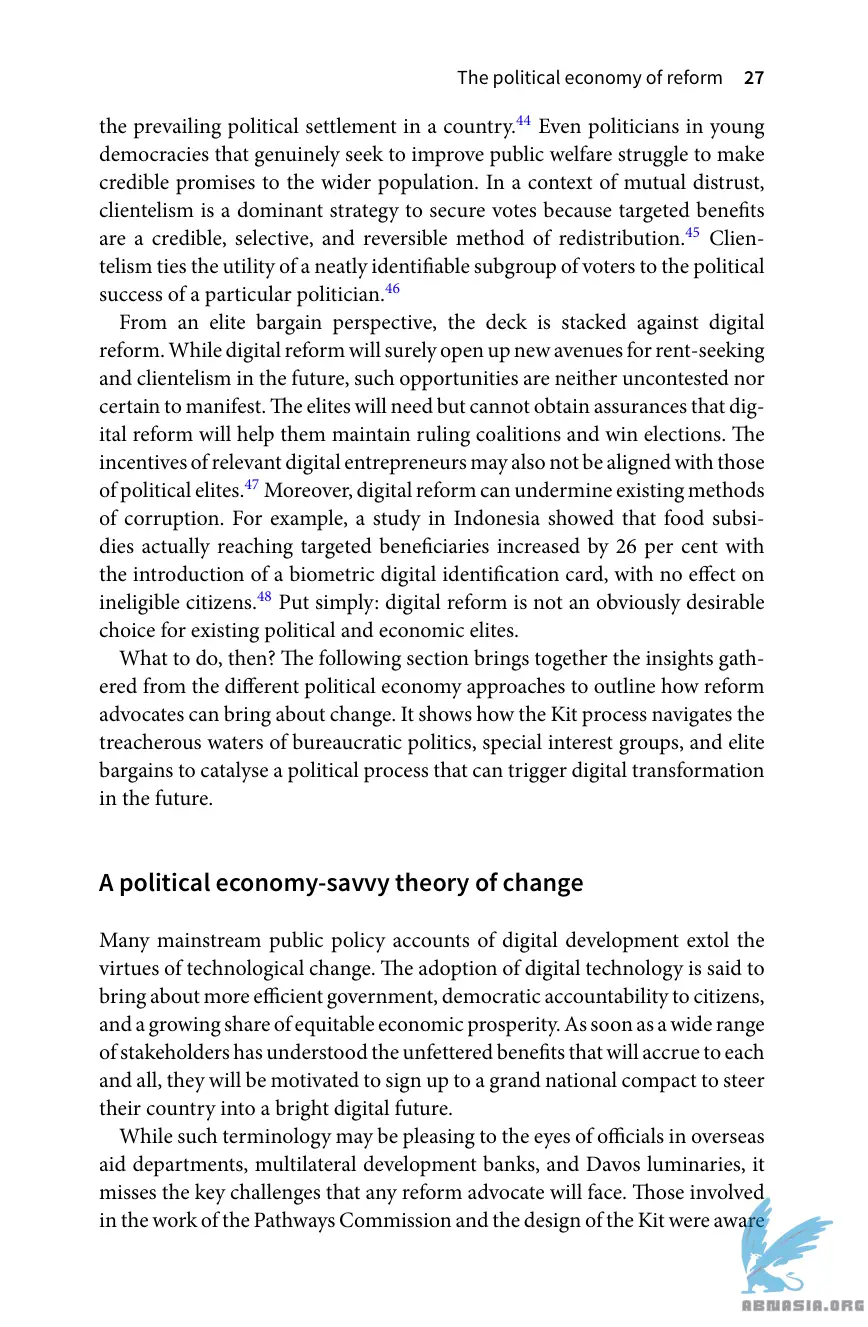 The political economy of reform 27
the prevailing political settlement in a country.44 Even politicians in young
democracies that genuinely seek to improve public welfare struggle to make
credible promises to the wider population. In a context of mutual distrust,
clientelism is a dominant strategy to secure votes because targeted benefits
are a credible, selective, and reversible method of redistribution.45 Clien-
telism ties the utility of a neatly identifiable subgroup of voters to the political
success of a particular politician.46
From an elite bargain perspective, the deck is stacked against digital
reform. While digital reform will surely open up new avenues for rent-seeking
and clientelism in the future, such opportunities are neither uncontested nor
certain to manifest. The elites will need but cannot obtain assurances that dig-
ital reform will help them maintain ruling coalitions and win elections. The
incentives of relevant digital entrepreneurs may also not be aligned with those
of political elites.47 Moreover, digital reform can undermine existing methods
of corruption. For example, a study in Indonesia showed that food subsi-
dies actually reaching targeted beneficiaries increased by 26 per cent with
the introduction of a biometric digital identification card, with no effect on
ineligible citizens.48 Put simply: digital reform is not an obviously desirable
choice for existing political and economic elites.
What to do, then? The following section brings together the insights gath-
ered from the different political economy approaches to outline how reform
advocates can bring about change. It shows how the Kit process navigates the
treacherous waters of bureaucratic politics, special interest groups, and elite
bargains to catalyse a political process that can trigger digital transformation
in the future.
A political economy-savvy theory of change
Many mainstream public policy accounts of digital development extol the
virtues of technological change. The adoption of digital technology is said to
bring about more efficient government, democratic accountability to citizens,
and a growing share of equitable economic prosperity. As soon as a wide range
of stakeholders has understood the unfettered benefits that will accrue to each
and all, they will be motivated to sign up to a grand national compact to steer
their country into a bright digital future.
While such terminology may be pleasing to the eyes of officials in overseas
aid departments, multilateral development banks, and Davos luminaries, it
misses the key challenges that any reform advocate will face. Those involved
in the work of the Pathways Commission and the design of the Kit were aware
ABNASIA.ORG